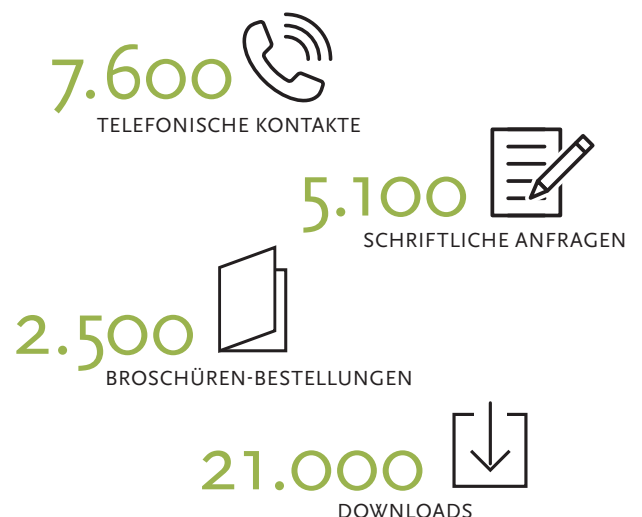 7.600
TELEFONISCHE KONTAKTE
5.100
SCHRIFTLICHE ANFRAGEN
2.500
BROSCHÜREN-BESTELLUNGEN
21.000
DOWNLOADS